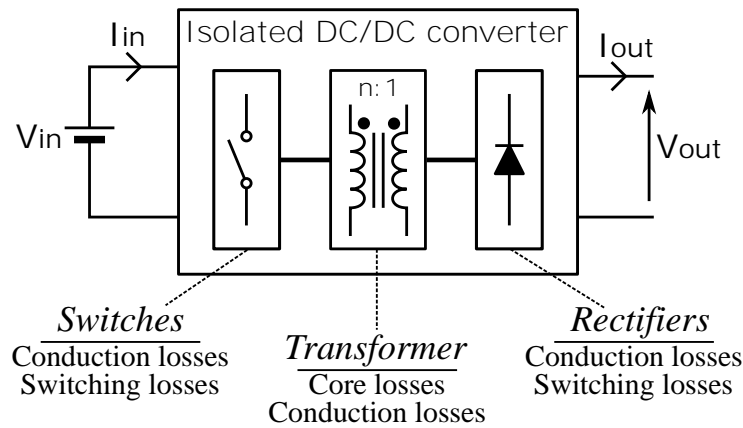 Isolated DC/DC converter
Iin
Iout
n:1
Vin
Vout
Switches
Conduction losses
Switching losses
Transformer
Core losses
Conduction losses
Rectifiers
Conduction losses
Switching losses